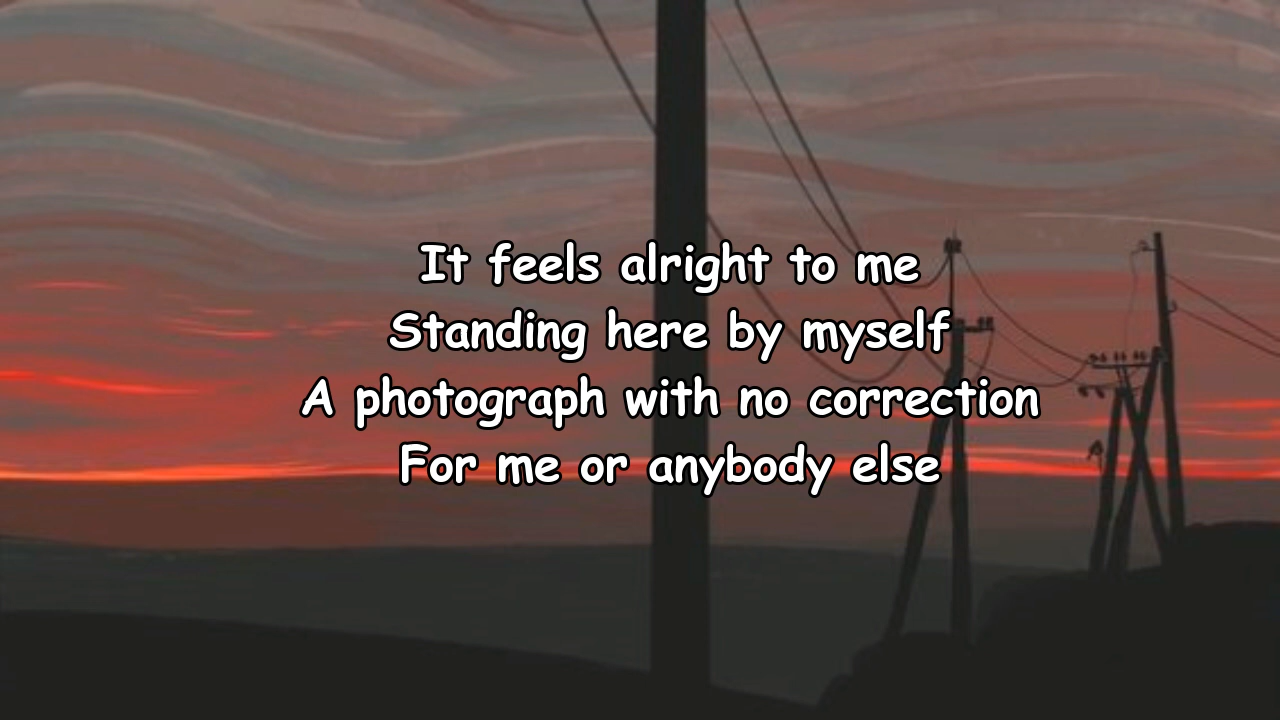 It feels alright to me
Standing here by myself
A photograph with no correction
For me or anybody else